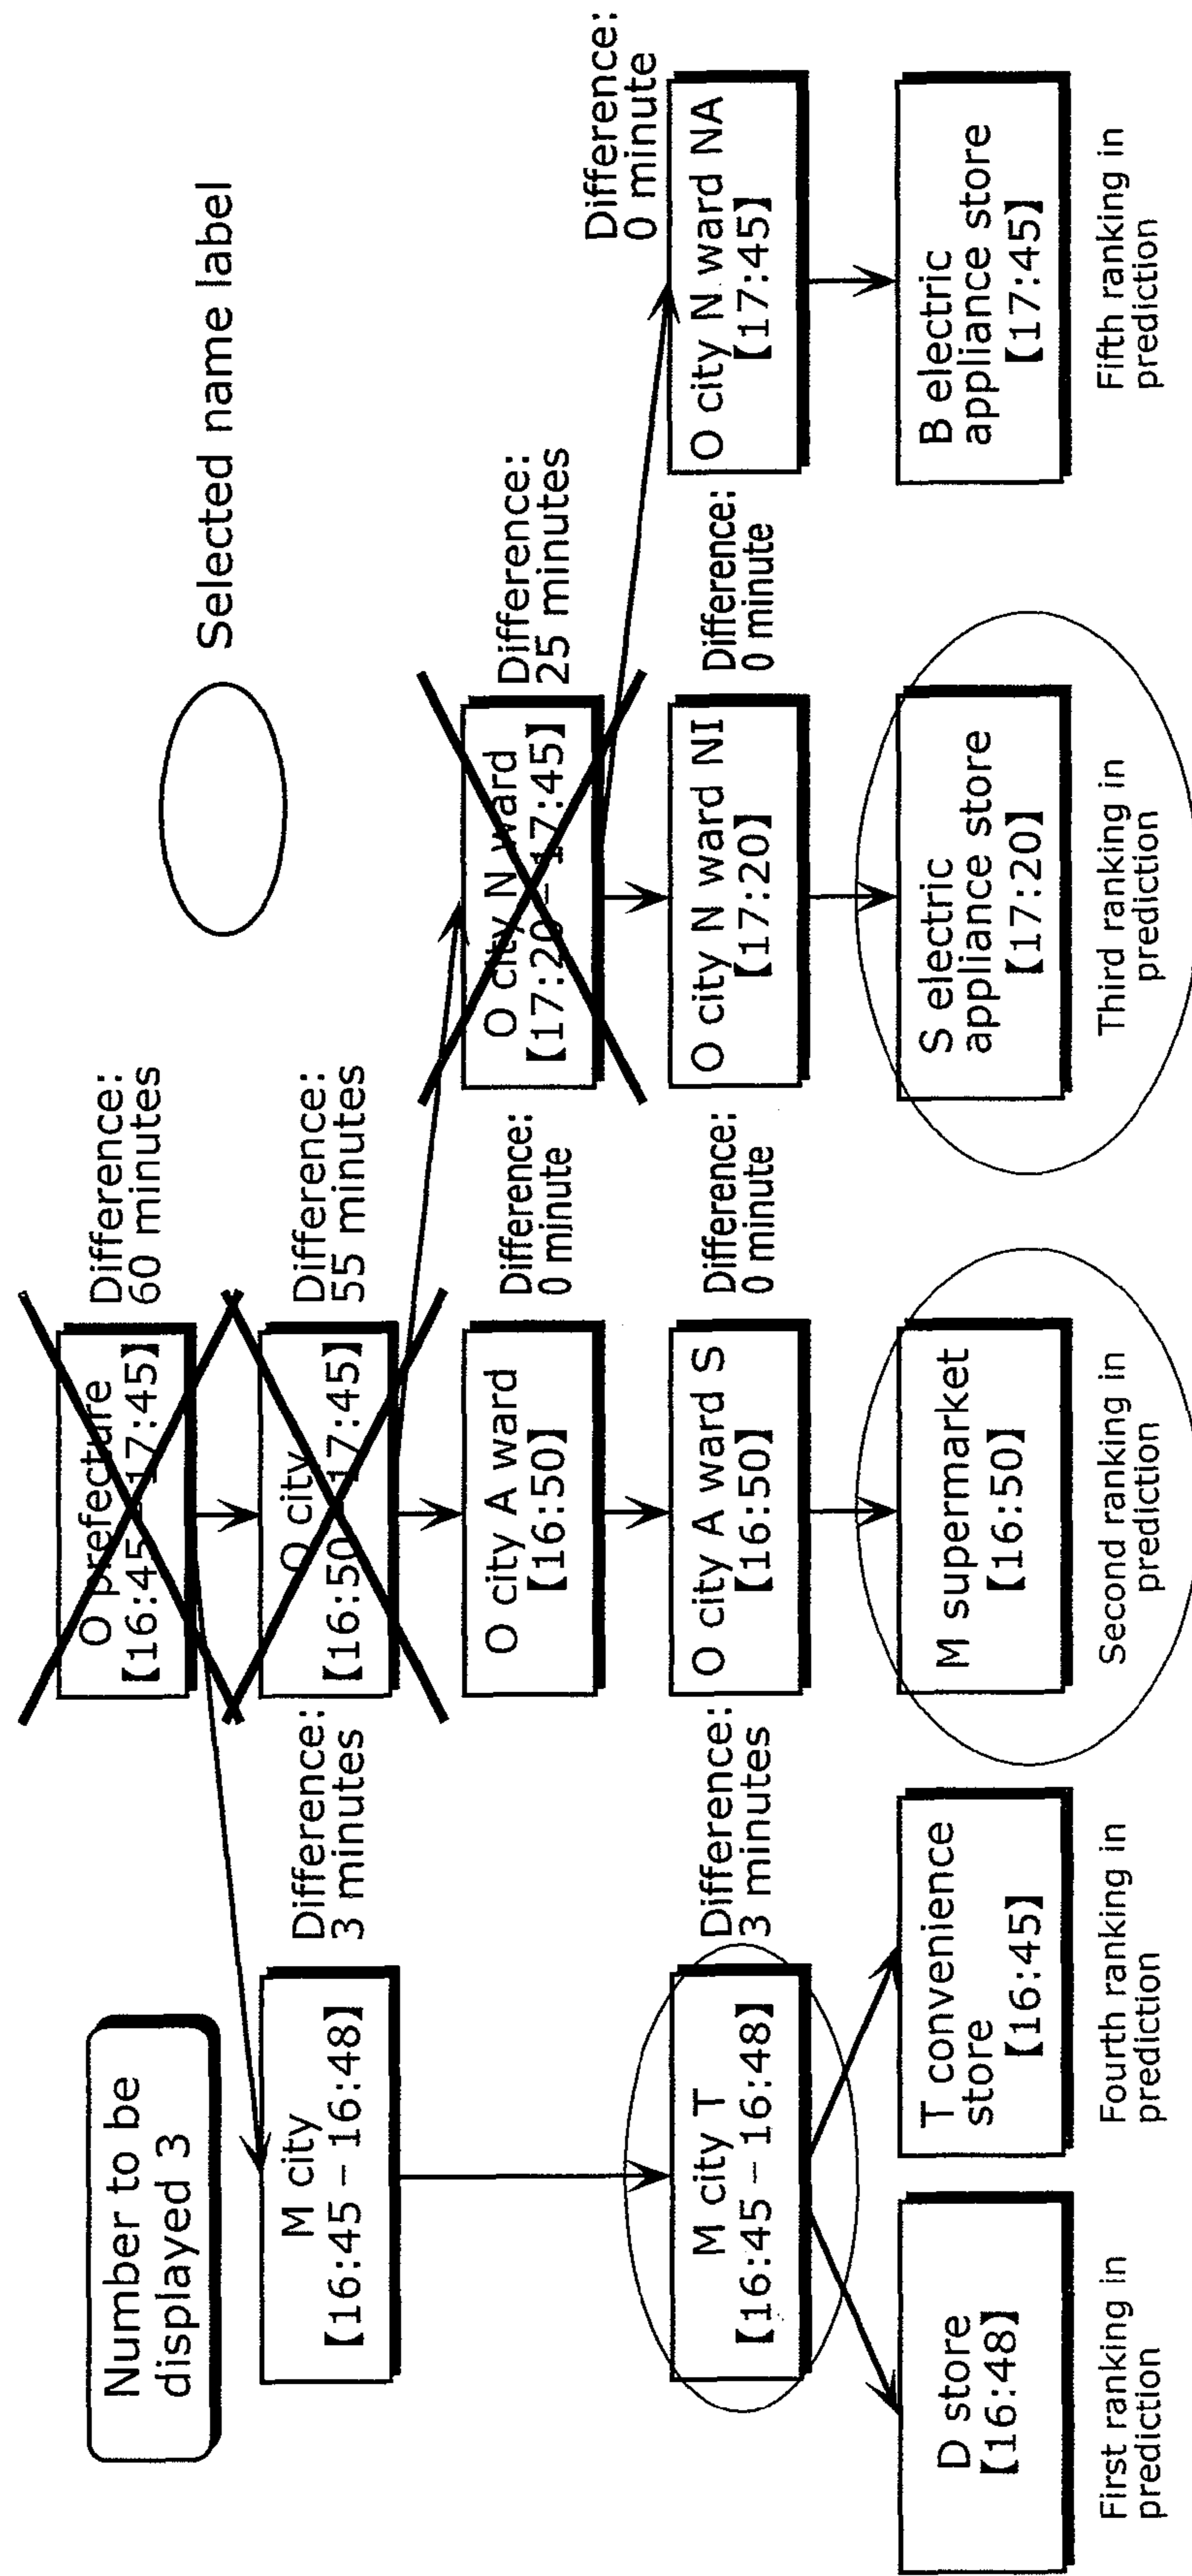 Number to be
displayed 3
Selected name label
O prefecture
【16:45－17:45】
Difference:
60 minutes
M city
【16:45－16:48】
Difference:
3 minutes
O city
【16:50－17:45】
Difference:
55 minutes
O city A ward
【16:50】
Difference:
0 minute
O city N ward
【17:20－17:45】
Difference:
25 minutes
M city T
【16:45－16:48】
Difference:
3 minutes
O city A ward S
【16:50】
Difference:
0 minute
O city N ward NI
【17:20】
Difference:
0 minute
O city N ward NA
【17:45】
Difference:
0 minute
D store
【16:48】
T convenience
store
【16:45】
M supermarket
【16:50】
S electric
appliance store
【17:20】
B electric
appliance store
【17:45】
First ranking in
prediction
Fourth ranking in
prediction
Second ranking in
prediction
Third ranking in
prediction
Fifth ranking in
prediction